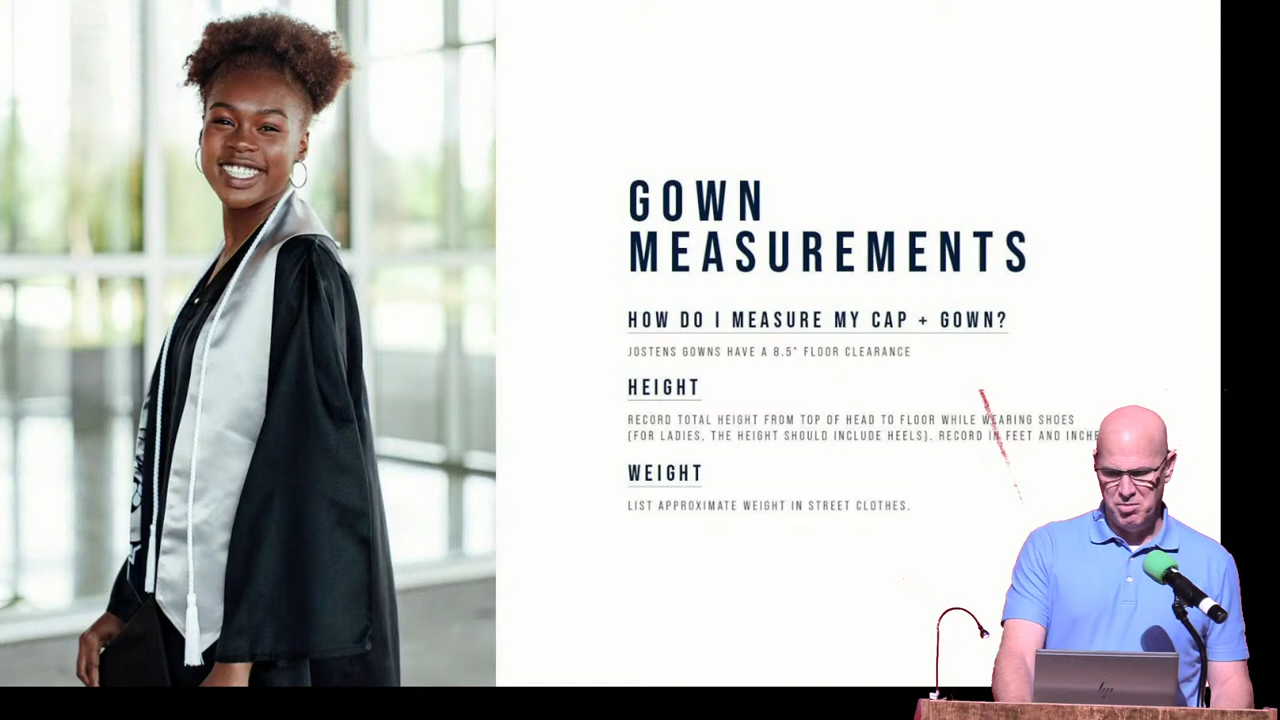 GOWN
MEASUREMENTS
HOW DO I MEASURE MY CAP + GOWN?
JOSTENS GOWNS HAVE A 8.5" FLOOR CLEARANCE
HEIGHT
RECORD TOTAL HEIGHT FROM TOP OF HEAD TO FLOOR WHILE WEARING SHOES
(FOR LADIES, THE HEIGHT SHOULD INCLUDE HEELS). RECORD IN FEET AND INCHE
WEIGHT
LIST APPROXIMATE WEIGHT IN STREET CLOTHES.
hp